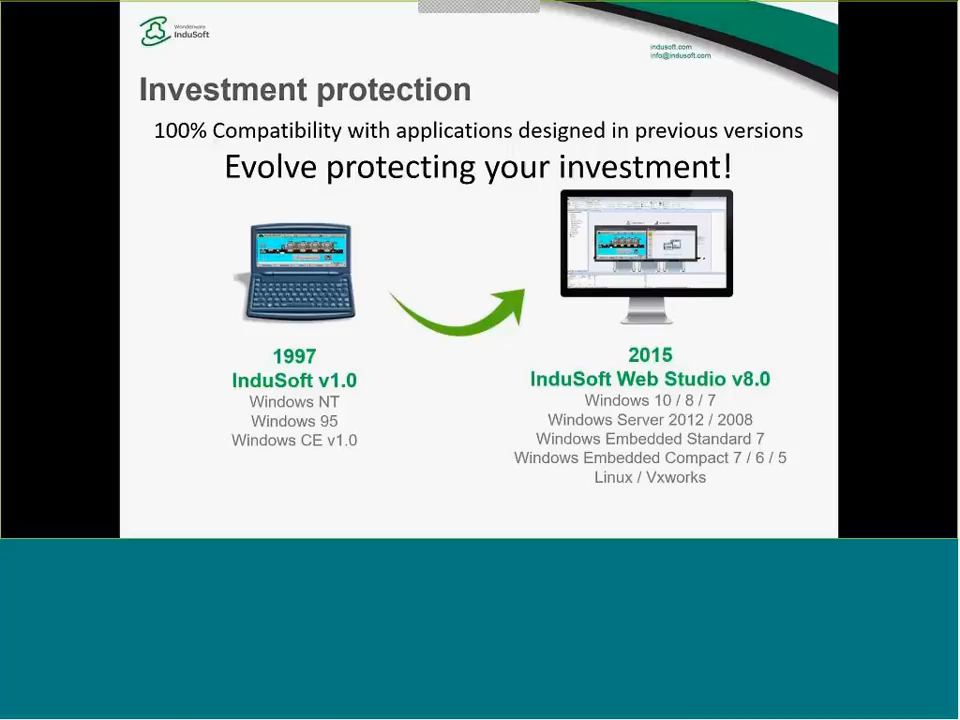 Wonderware
InduSoft
indusoft.com
info@indusoft.com
Investment protection
100% Compatibility with applications designed in previous versions
Evolve protecting your investment!
1997
InduSoft v1.0
Windows NT
Windows 95
Windows CE v1.0
2015
InduSoft Web Studio v8.0
Windows 10 / 8 / 7
Windows Server 2012 / 2008
Windows Embedded Standard 7
Windows Embedded Compact 7 / 6 / 5
Linux / Vxworks